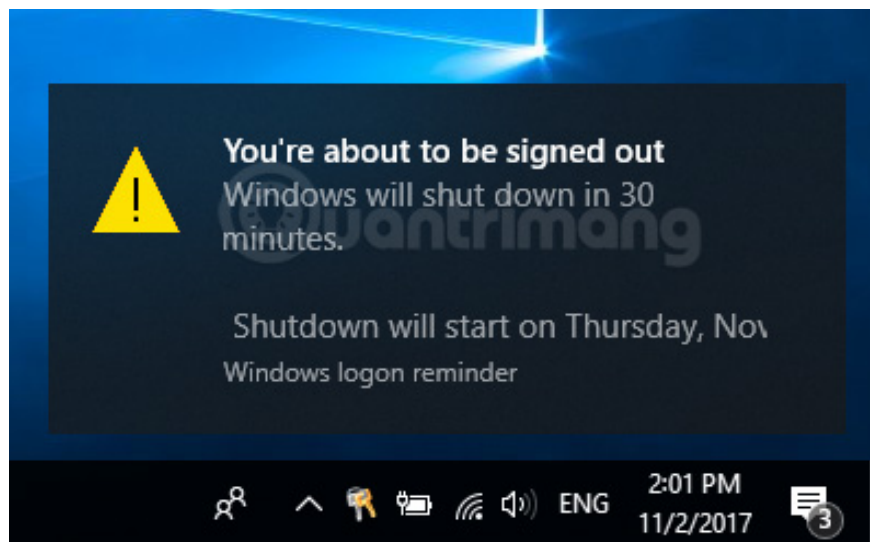 You're about to be signed out
Windows will shut down in 30
minutes.
Quantrimang
Shutdown will start on Thursday, Nov
Windows logon reminder
ENG
2:01 PM
11/2/2017
3